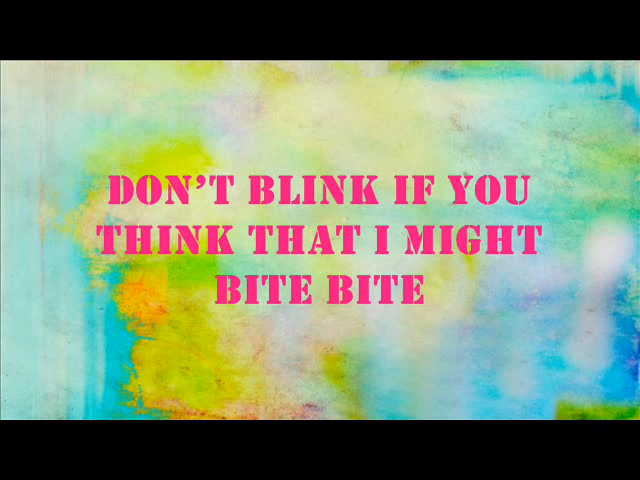 DON'T BLINK IF YOU
THINK THAT I MIGHT
BITE BITE